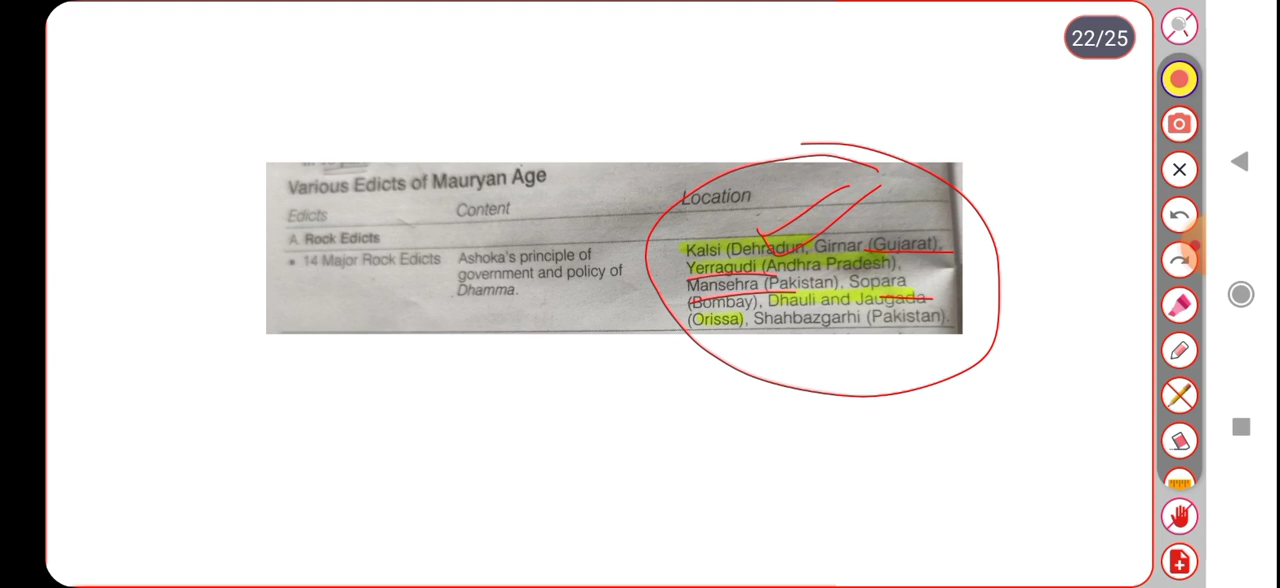 22/25
Various Edicts of Mauryan Age
Edicts Content Location
A. Rock Edicts
• 14 Major Rock Edicts Ashoka's principle of Kalsi (Dehradun, Girnar (Gujarat),
government and policy of Yerragudi (Andhra Pradesh),
Dhamma. Mansehra (Pakistan), Sopara
(Bombay), Dhauli and Jaugada
(Orissa), Shahbazgarhi (Pakistan).